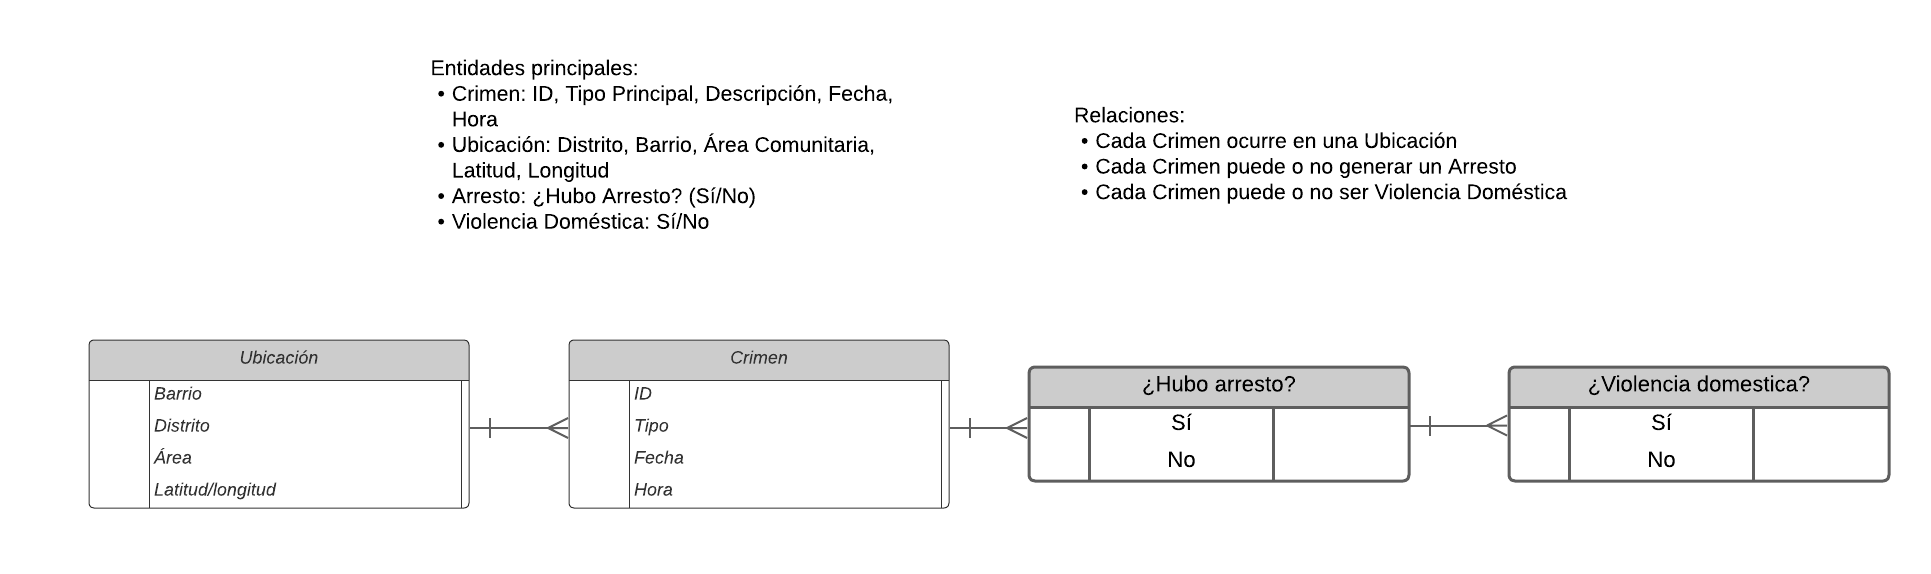 Entidades principales:
• Crimen: ID, Tipo Principal, Descripción, Fecha,
Hora
• Ubicación: Distrito, Barrio, Área Comunitaria,
Latitud, Longitud
• Arresto: ¿Hubo Arresto? (Sí/No)
• Violencia Doméstica: Sí/No
Relaciones:
• Cada Crimen ocurre en una Ubicación
• Cada Crimen puede o no generar un Arresto
• Cada Crimen puede o no ser Violencia Doméstica
Ubicación
Barrio
Distrito
Área
Latitud/longitud
Crimen
ID
Tipo
Fecha
Hora
¿Hubo arresto?
Sí
No
¿Violencia domestica?
Sí
No